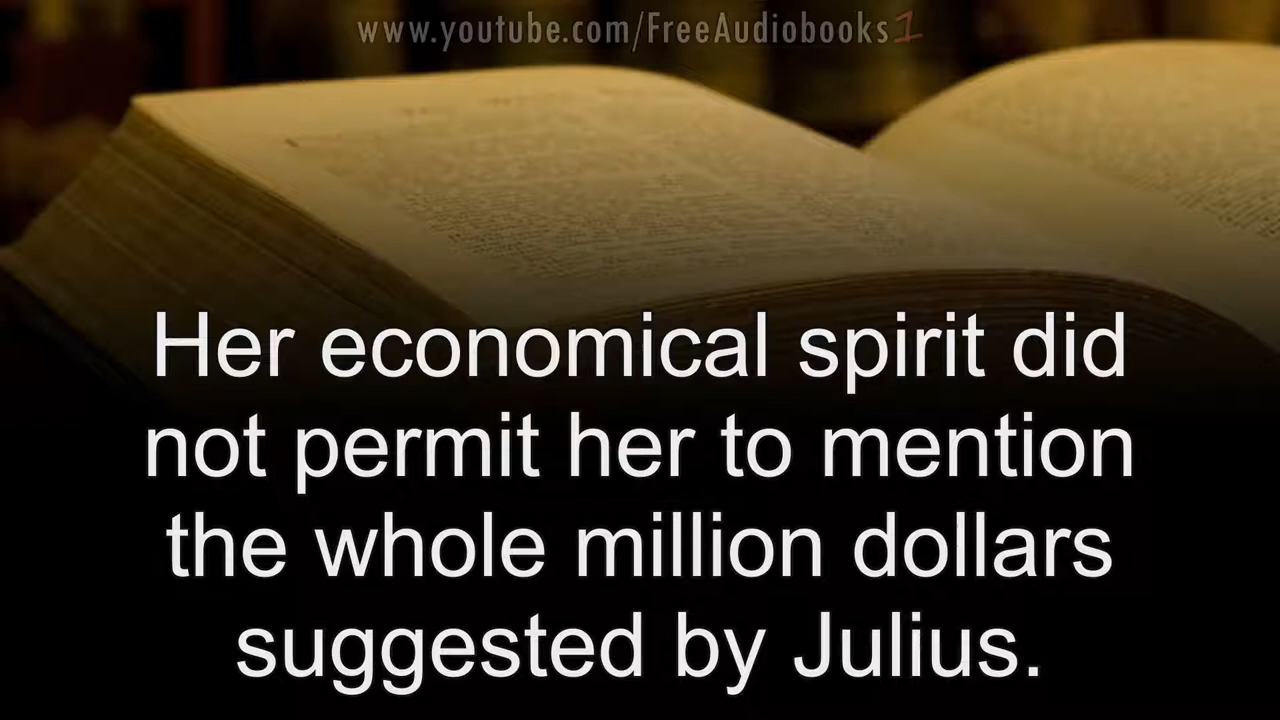 www.youtube.com/FreeAudiobooks1
Her economical spirit did
not permit her to mention
the whole million dollars
suggested by Julius.